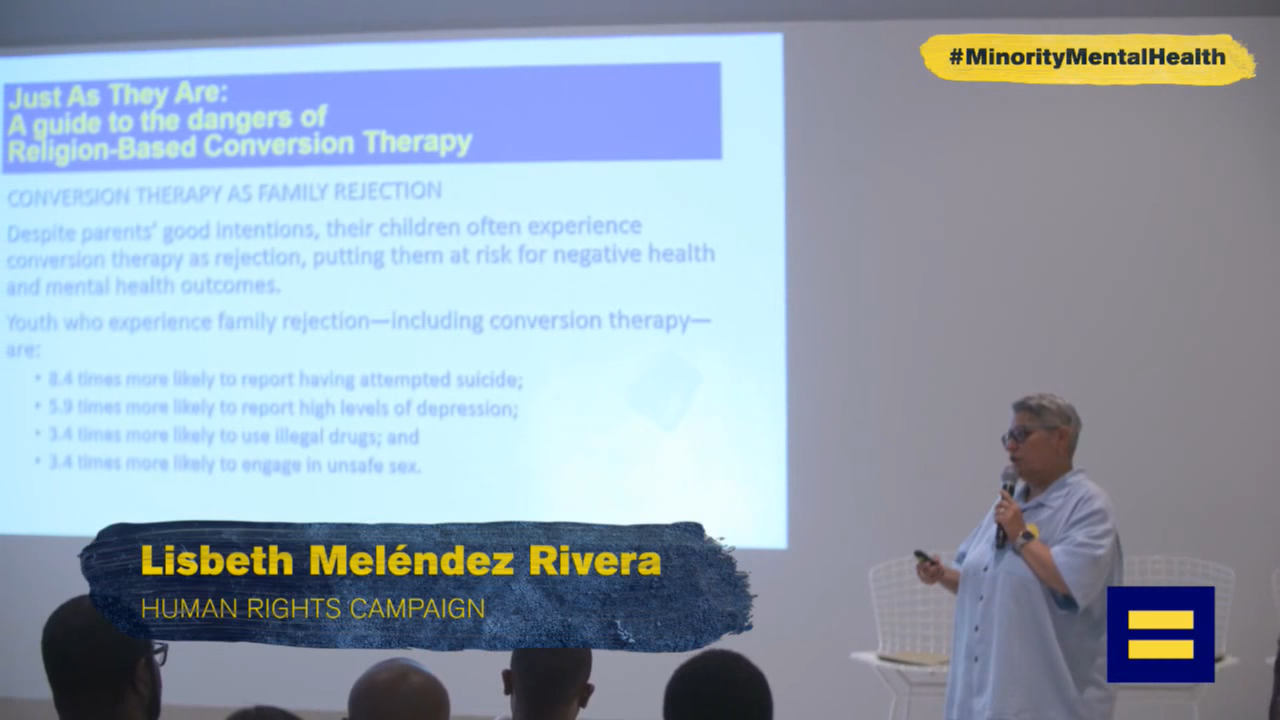 #MinorityMentalHealth
Just As They Are:
A guide to the dangers of
Religion-Based Conversion Therapy
CONVERSION THERAPY AS FAMILY REJECTION
Despite parents' good intentions, their children often experience
conversion therapy as rejection, putting them at risk for negative health
and mental health outcomes.
Youth who experience family rejection—including conversion therapy—
are:
• 8.4 times more likely to report having attempted suicide;
• 5.9 times more likely to report high levels of depression;
• 3.4 times more likely to use illegal drugs; and
• 3.4 times more likely to engage in unsafe sex.
Lisbeth Meléndez Rivera
HUMAN RIGHTS CAMPAIGN